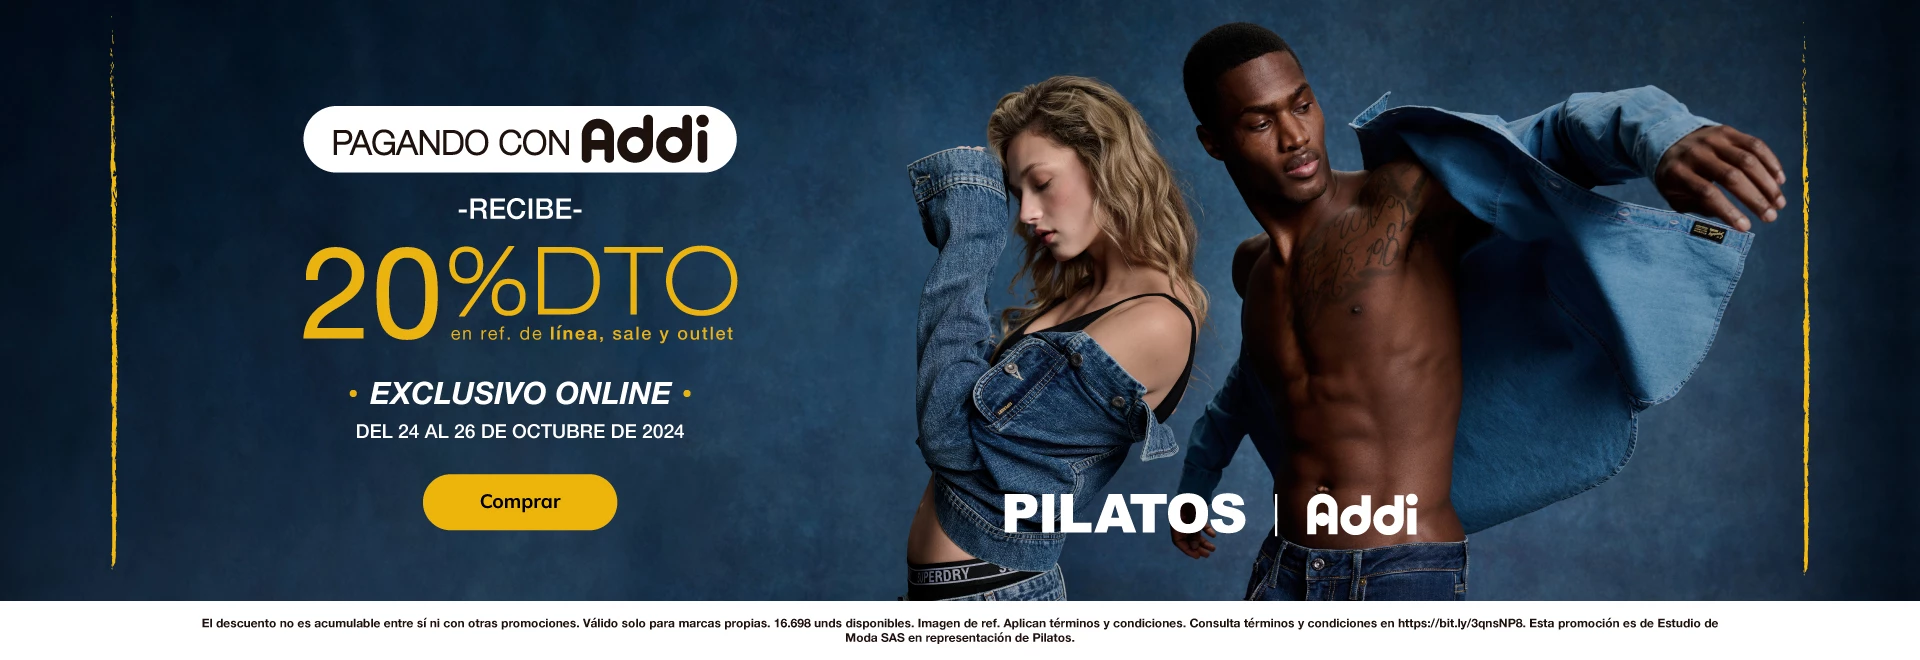 PAGANDO CON Addi
-RECIBE-
20%DTO
en ref. de línea, sale y outlet
• EXCLUSIVO ONLINE •
DEL 24 AL 26 DE OCTUBRE DE 2024
Comprar
PILATOS | Addi
SUPERDRY
El descuento no es acumulable entre sí ni con otras promociones. Válido solo para marcas propias. 16.698 unds disponibles. Imagen de ref. Aplican términos y condiciones. Consulta términos y condiciones en https://bit.ly/3qnsNP8. Esta promoción es de Estudio de
Moda SAS en representación de Pilatos.